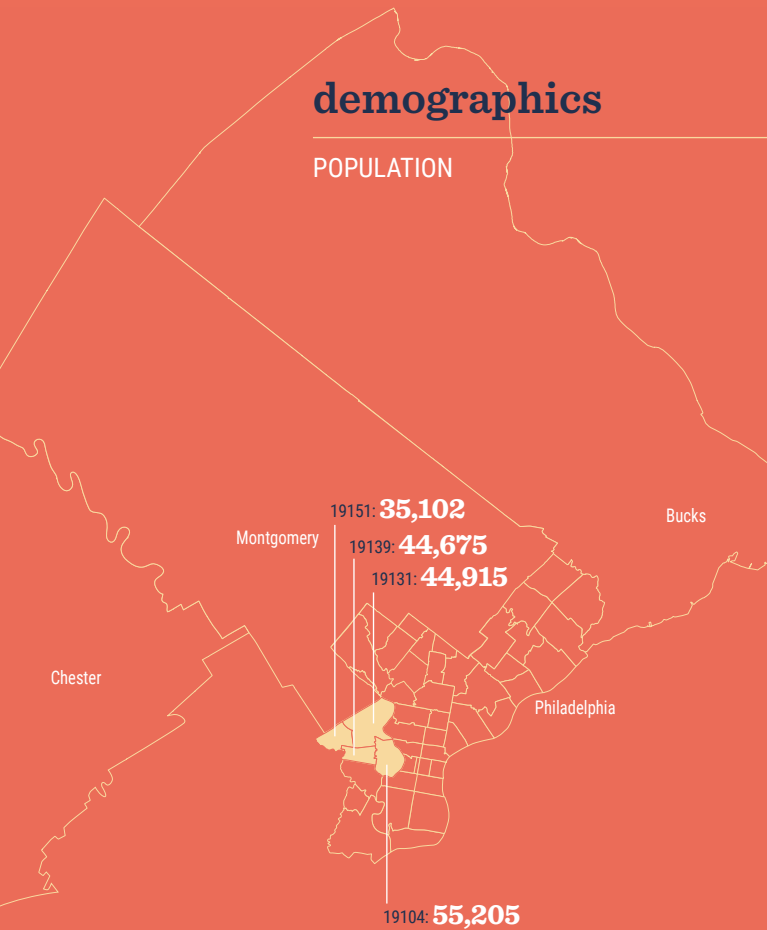 demographics
POPULATION
19151: 35,102
Bucks
Montgomery
19139: 44,675
19131: 44,915
Chester
Philadelphia
19104: 55,205